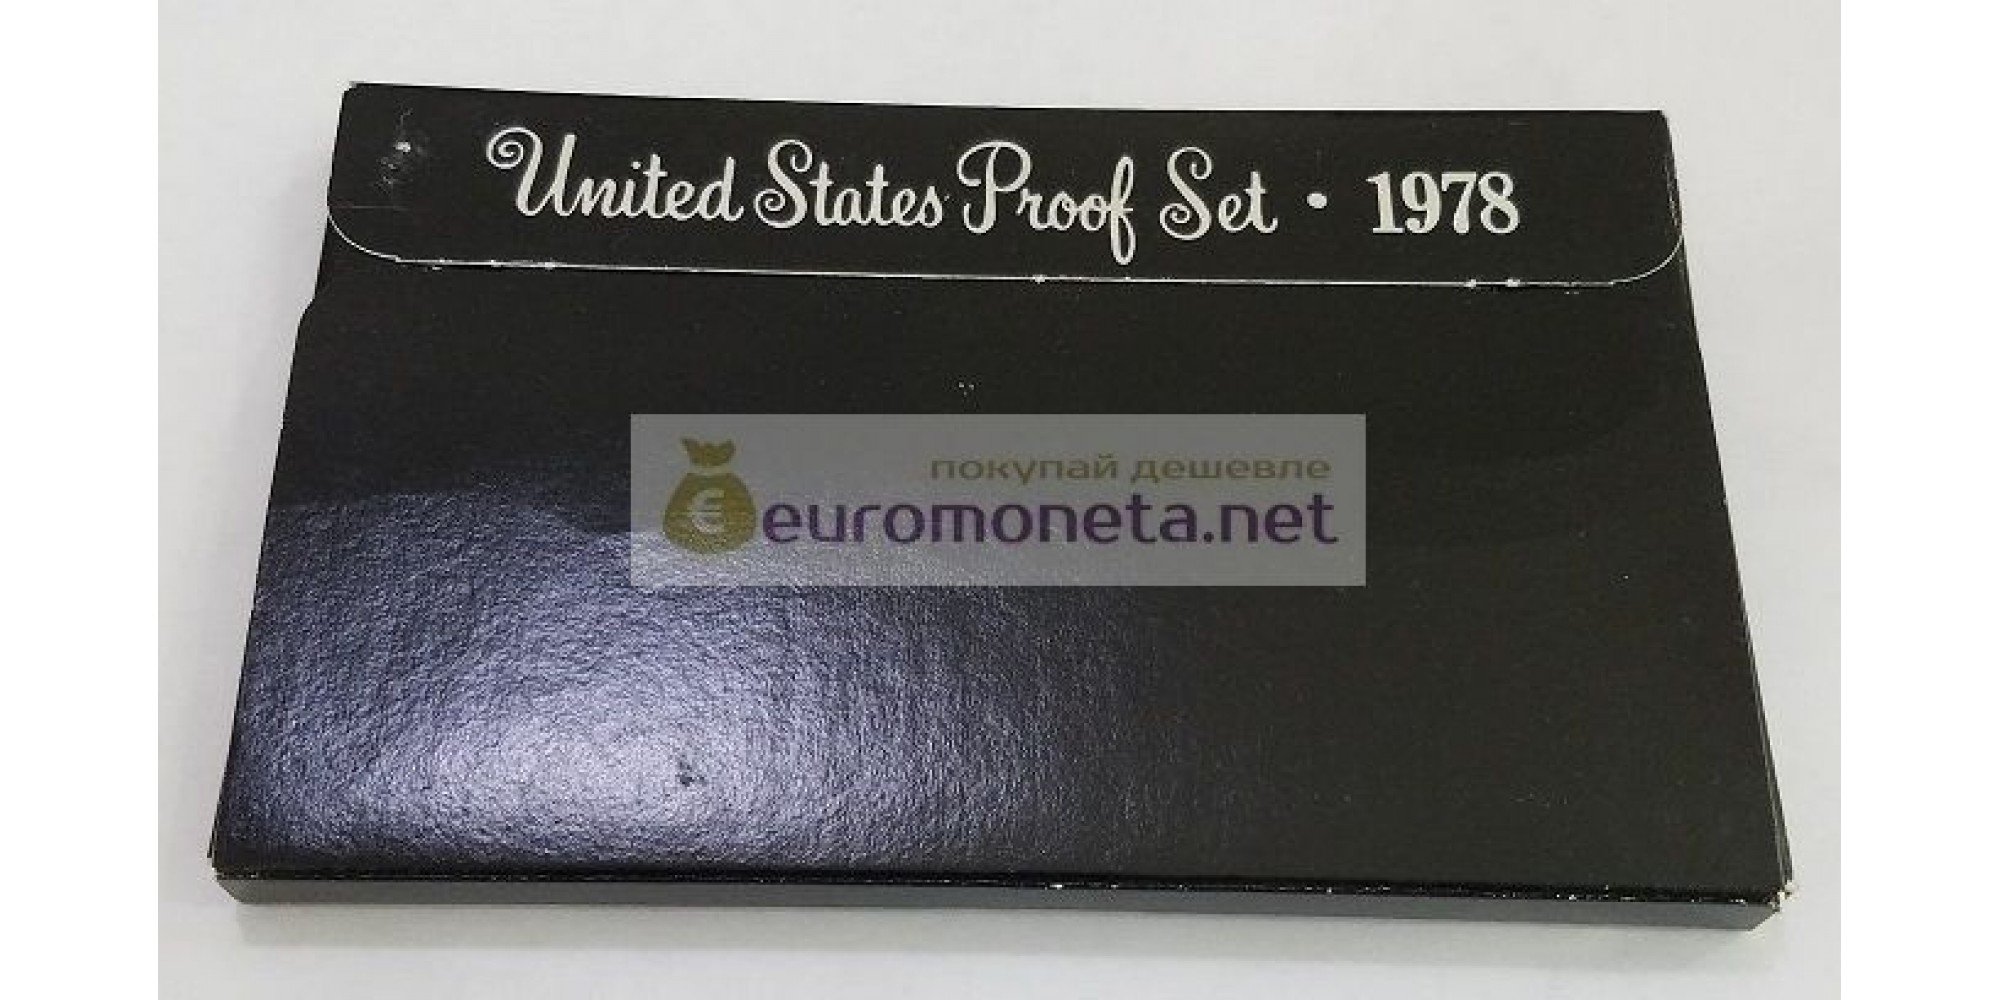 United States Proof Set • 1978
покупай дешевле
€euromoneta.net